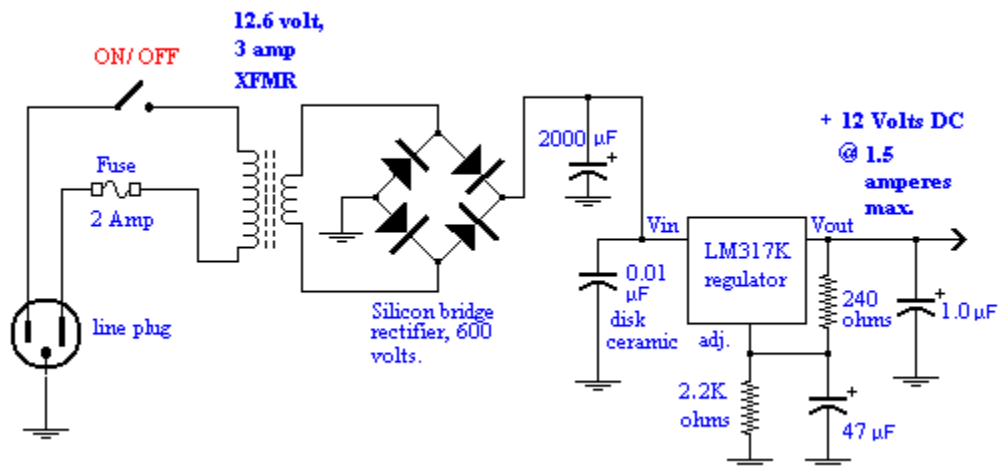 12.6 volt,
3 amp
XFMR
ON/ OFF
Fuse
2 Amp
line plug
Silicon bridge
rectifier, 600
volts.
2000 µF
+
0.01
µF
disk
ceramic
Vin
LM317K
regulator
Vout
adj.
+ 12 Volts DC
@ 1.5
amperes
max.
240
ohms
+
1.0 µF
2.2K
ohms
+
47 µF